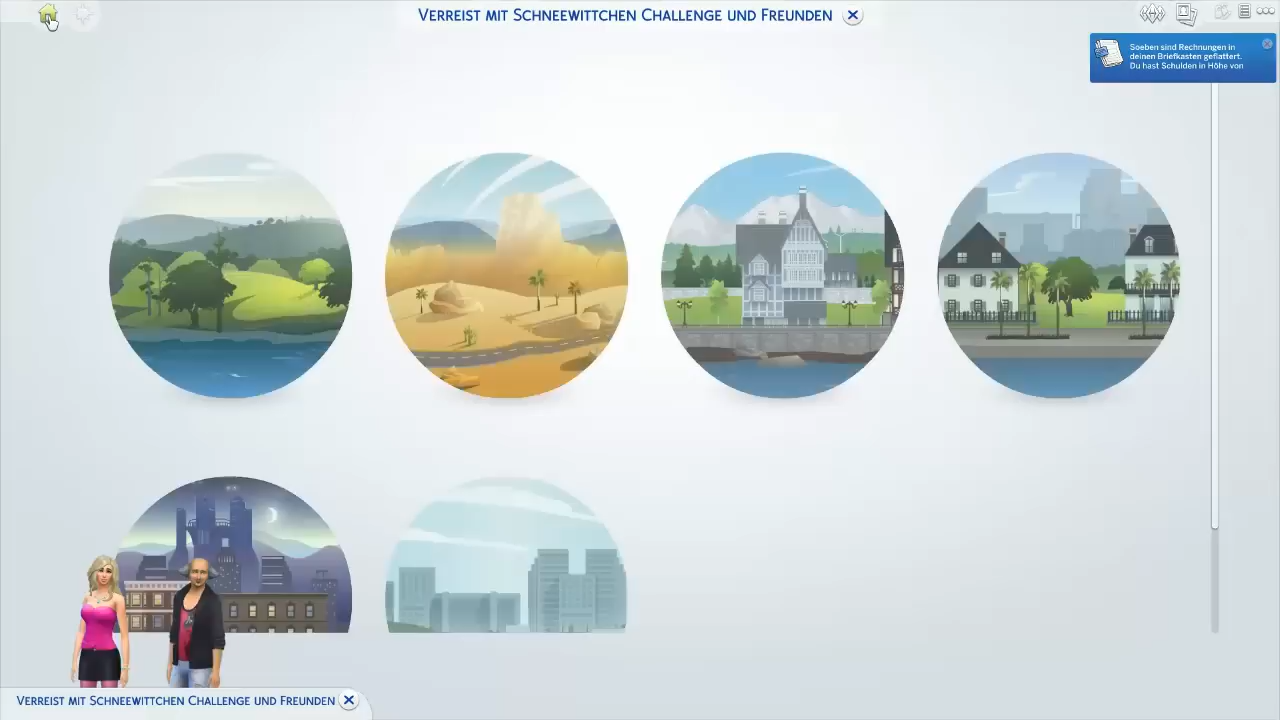 Verreist mit Schneewittchen Challenge und Freunden
Soeben sind Rechnungen in
deinen Briefkasten geflattert.
Du hast Schulden in Höhe von
Verreist mit Schneewittchen Challenge und Freunden